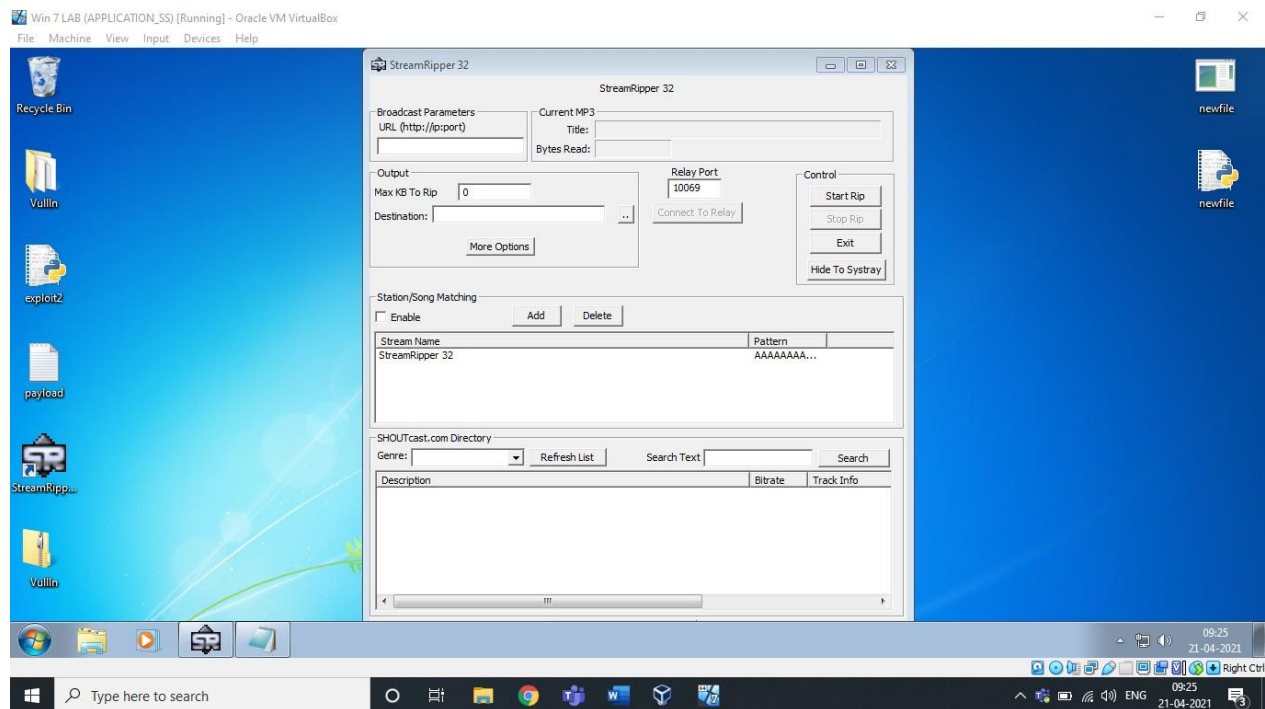 Win 7 LAB (APPLICATION_SS) [Running] - Oracle VM VirtualBox
File Machine View Input Devices Help
Recycle Bin
Vullln
exploit2
payload
StreamRipp...
Vullln
newfile
newfile
StreamRipper 32
StreamRipper 32
Broadcast Parameters
URL (http://ip:port)
Current MP3
Title:
Bytes Read:
Output
Max KB To Rip 0
Destination: ..
More Options
Relay Port
10069
Connect To Relay
Control
Start Rip
Stop Rip
Exit
Hide To Systray
Station/Song Matching
Enable Add Delete
Stream Name Pattern
StreamRipper 32 AAAAAAAA...
SHOUTcast.com Directory
Genre: Refresh List Search Text Search
Description Bitrate Track Info
09:25
21-04-2021
Right Ctrl
Type here to search
ENG
09:25
21-04-2021
3